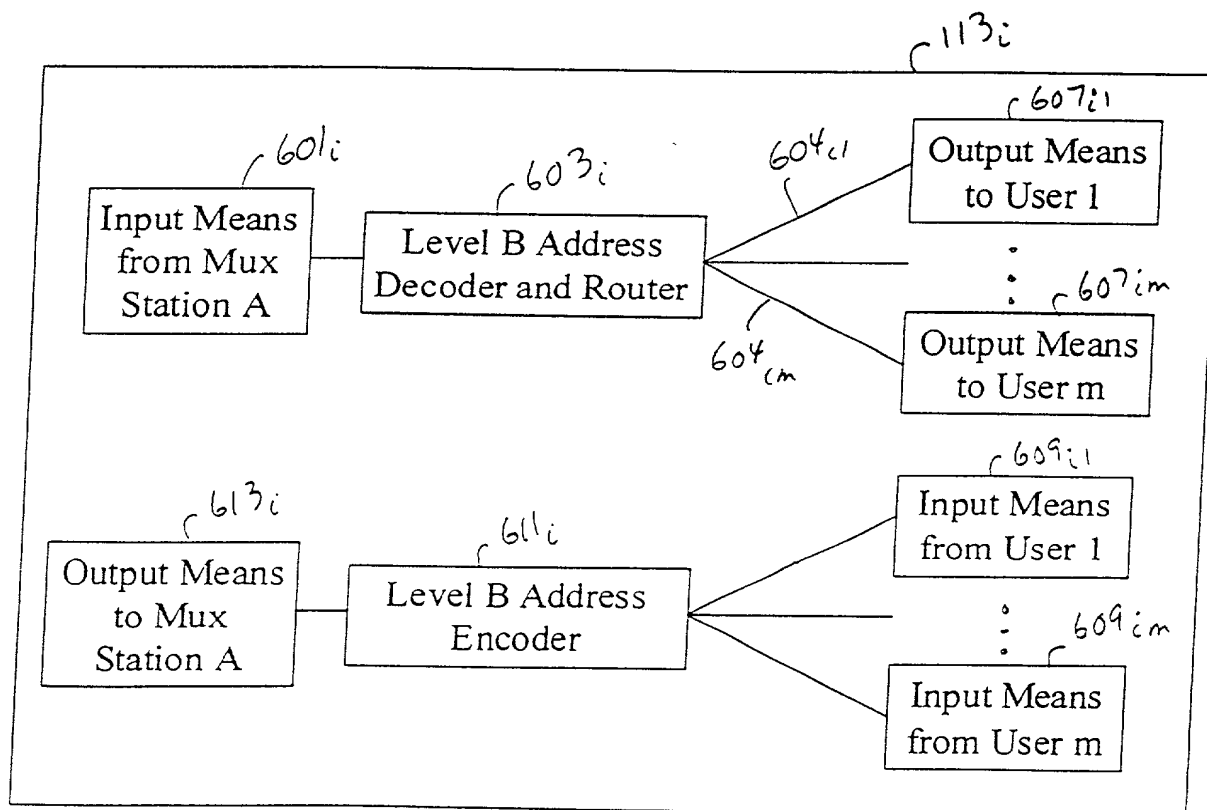 113i
601i
Input Means
from Mux
Station A
603i
Level B Address
Decoder and Router
604i1
604im
607i1
Output Means
to User 1
607im
Output Means
to User m
613i
Output Means
to Mux
Station A
611i
Level B Address
Encoder
609i1
Input Means
from User 1
609im
Input Means
from User m